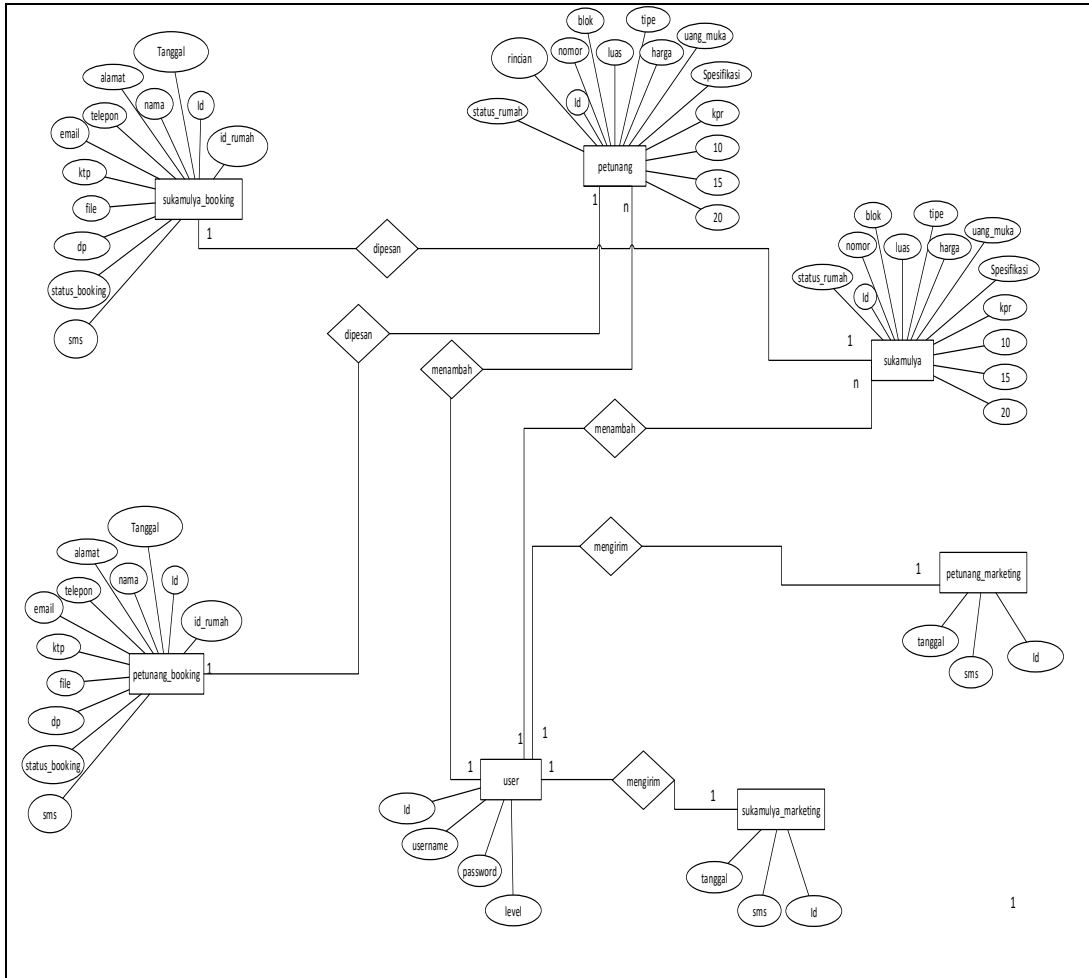 Tanggal
alamat
Id
telepon
nama
email
id_rumah
ktp
sukamulya_booking
file
dp
status_booking
sms
1
dipesan
blok
tipe
uang_muka
rincian
nomor
luas
harga
Spesifikasi
status_rumah
Id
kpr
petunang
10
15
20
1
n
blok
tipe
uang_muka
nomor
luas
harga
status_rumah
Spesifikasi
Id
kpr
1
sukamulya
10
n
15
20
dipesan
menambah
menambah
mengirim
1
petunang_marketing
tanggal
sms
Id
Tanggal
alamat
telepon
nama
Id
email
id_rumah
ktp
petunang_booking
1
file
dp
status_booking
sms
1
1
1
user
1
Id
username
password
level
mengirim
1
sukamulya_marketing
tanggal
sms
Id
1